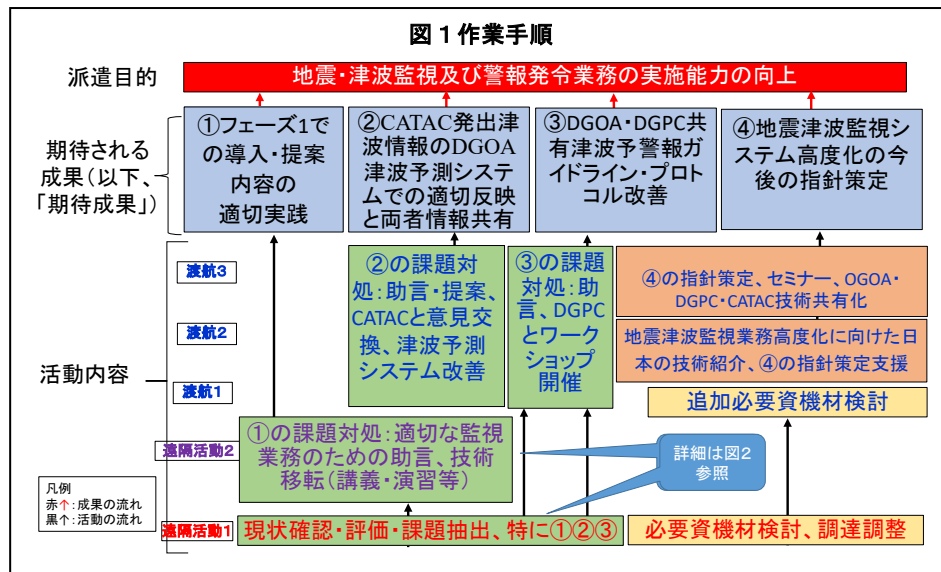 図１作業手順
派遣目的
地震・津波監視及び警報発令業務の実施能力の向上
期待される
成果(以下、
「期待成果」)
①フェーズ1で
の導入・提案
内容の
適切実践
②CATAC発出津
波情報のDGOA
津波予測システ
ムでの適切反映
と両者情報共有
③DGOA・DGPC共
有津波予警報ガ
イドライン・プロト
コル改善
④地震津波監視シ
ステム高度化の今
後の指針策定
活動内容
渡航３
渡航２
渡航１
遠隔活動２
遠隔活動１
②の課題対
処:助言・提案、
CATACと意見交
換、津波予測
システム改善
③の課題
対処:助
言、DGPC
とワーク
ショップ
開催
④の指針策定、セミナー、OGOA・
DGPC・CATAC技術共有化
地震津波監視業務高度化に向けた日
本の技術紹介、④の指針策定支援
追加必要資機材検討
①の課題対処:適切な監視
業務のための助言、技術
移転(講義・演習等)
詳細は図2
参照
現状確認・評価・課題抽出、特に①②③
必要資機材検討、調達調整
凡例
赤↑:成果の流れ
黒↑:活動の流れ